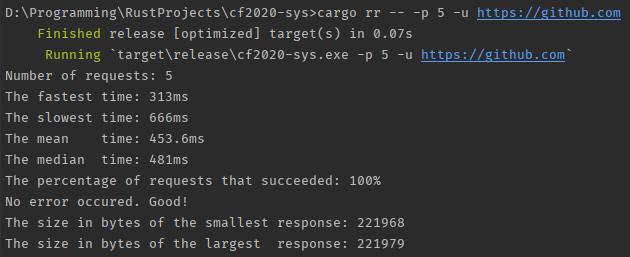 D:\Programming\RustProjects\cf2020-sys>cargo rr -- -p 5 -u https://github.com
    Finished release [optimized] target(s) in 0.07s
     Running `target\release\cf2020-sys.exe -p 5 -u https://github.com`
Number of requests: 5
The fastest time: 313ms
The slowest time: 666ms
The mean    time: 453.6ms
The median  time: 481ms
The percentage of requests that succeeded: 100%
No error occured. Good!
The size in bytes of the smallest response: 221968
The size in bytes of the largest  response: 221979